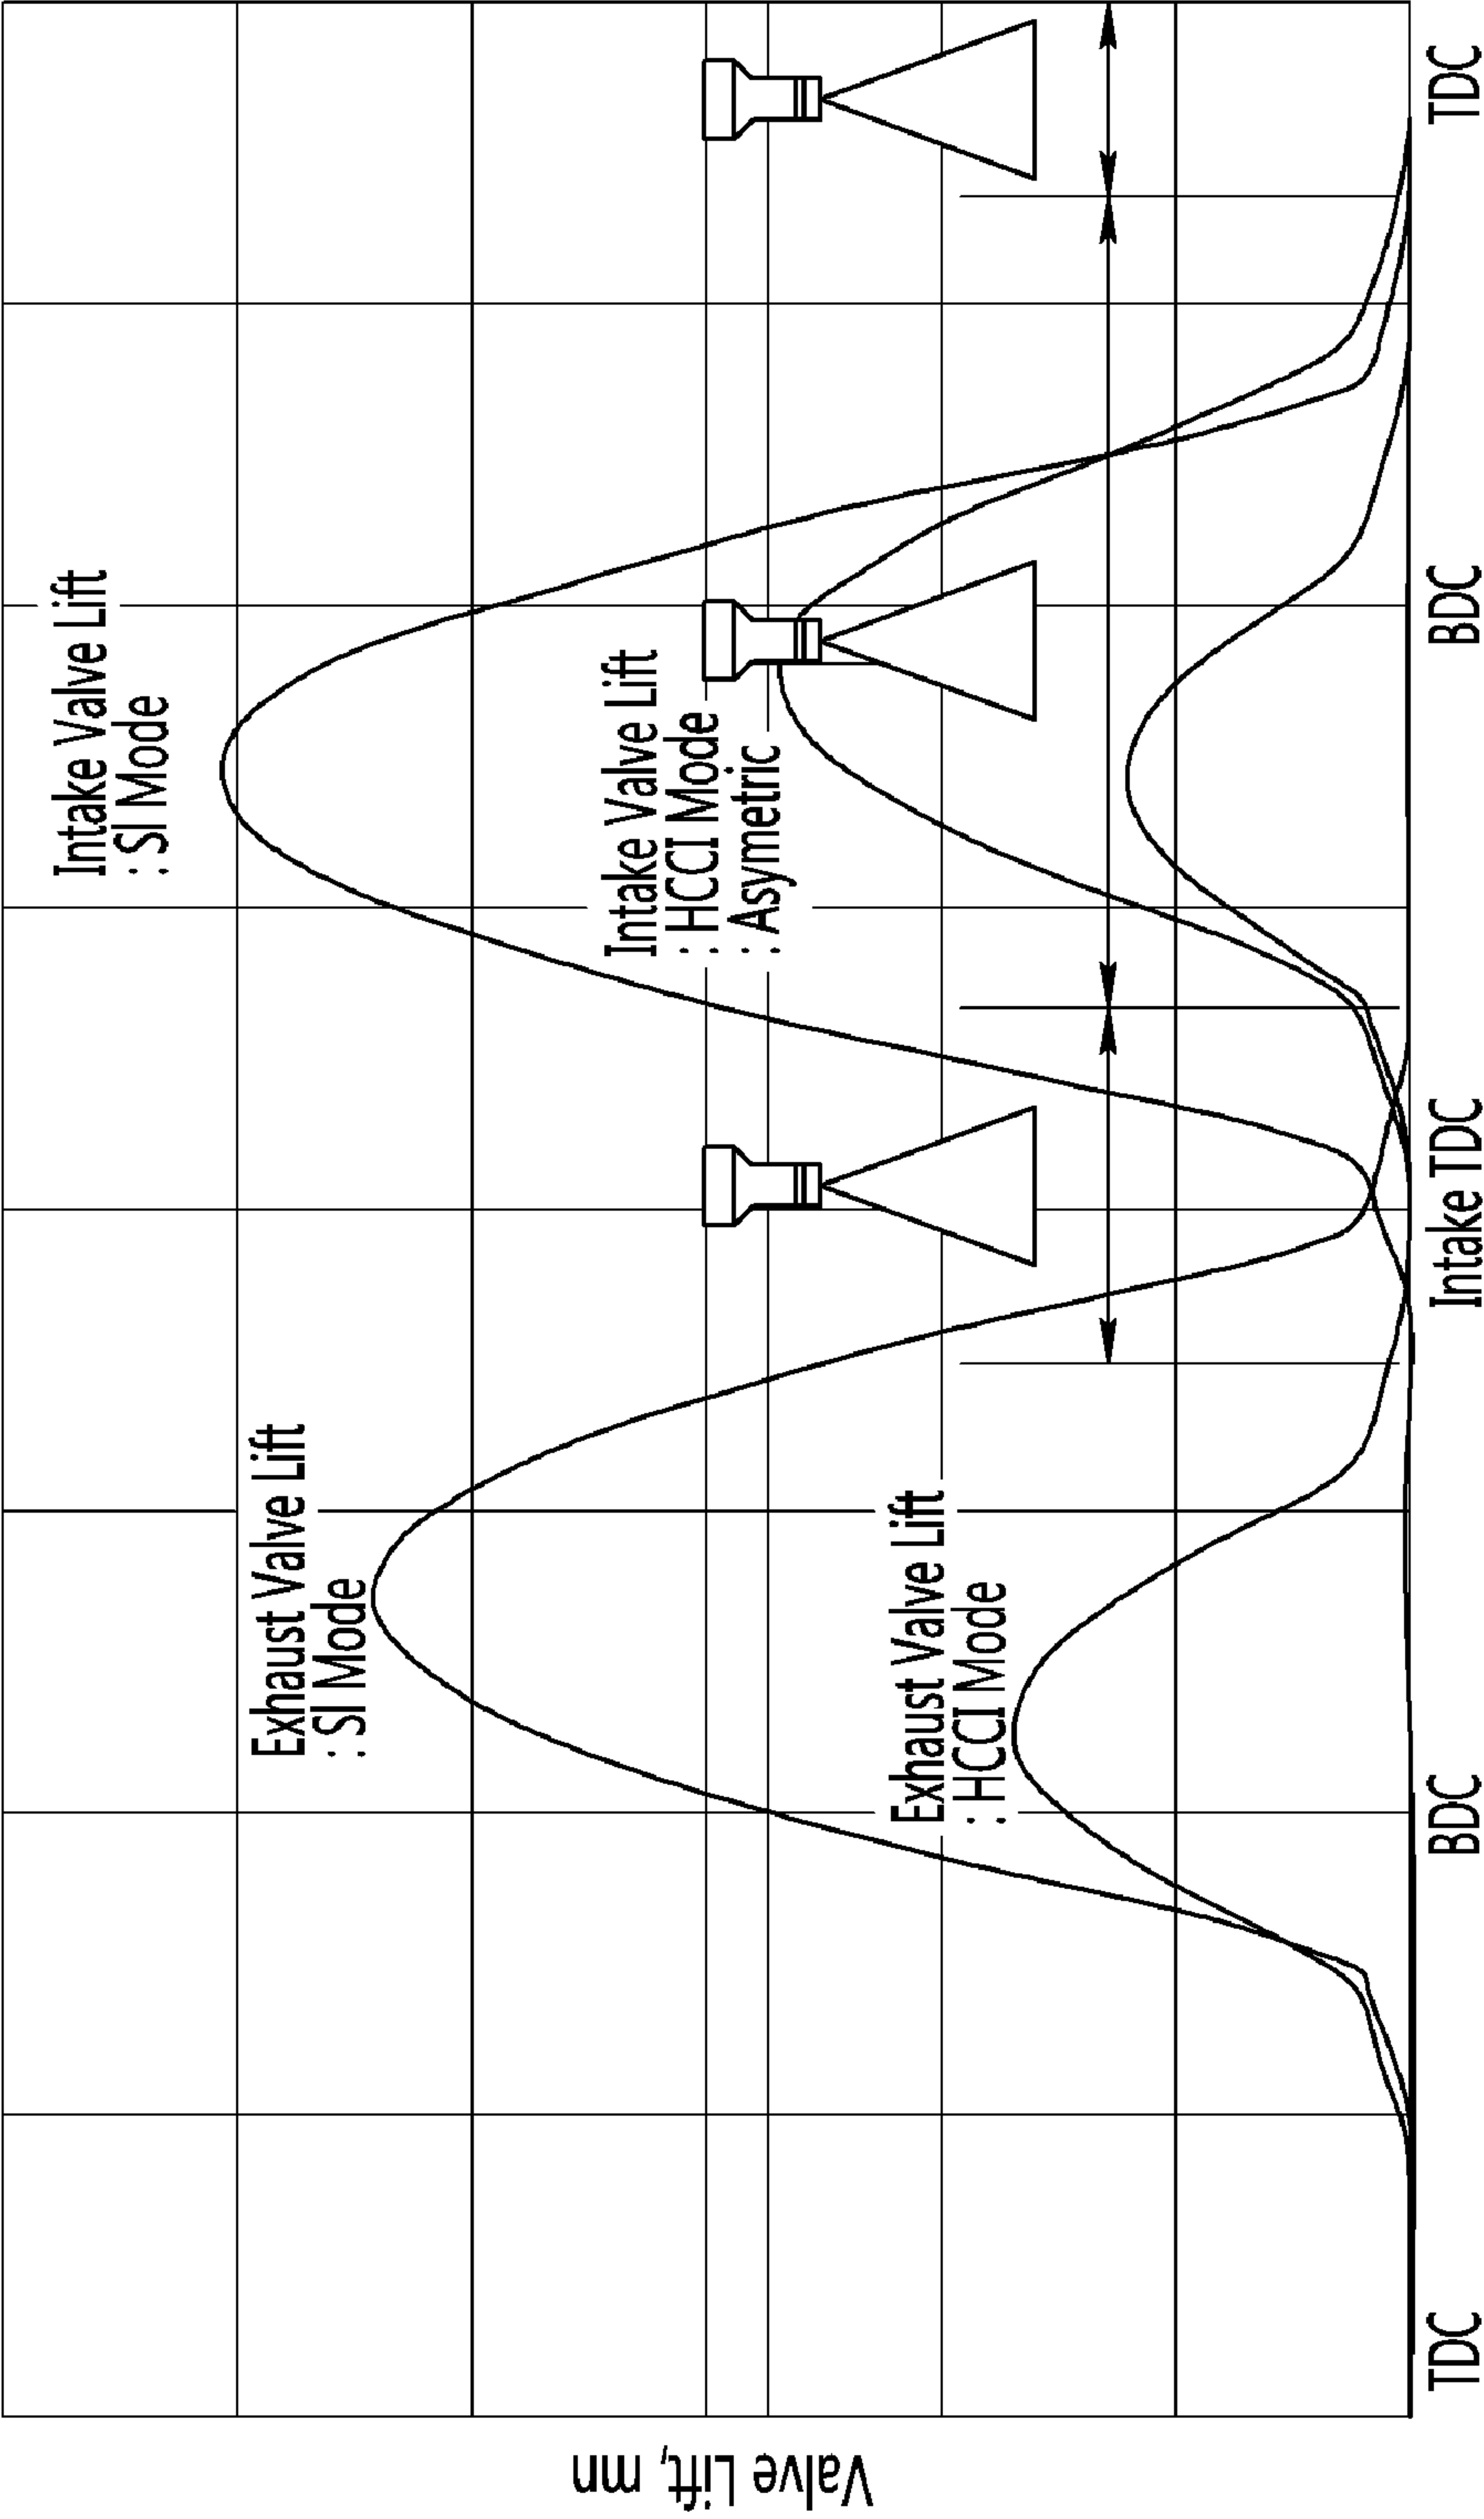 Intake Valve Lift
: SI Mode
Exhaust Valve Lift
: SI Mode
Intake Valve Lift
: HCCI Mode
: Asymetric
Exhaust Valve Lift
: HCCI Mode
Valve Lift, mn
TDC
BDC
Intake TDC
BDC
TDC